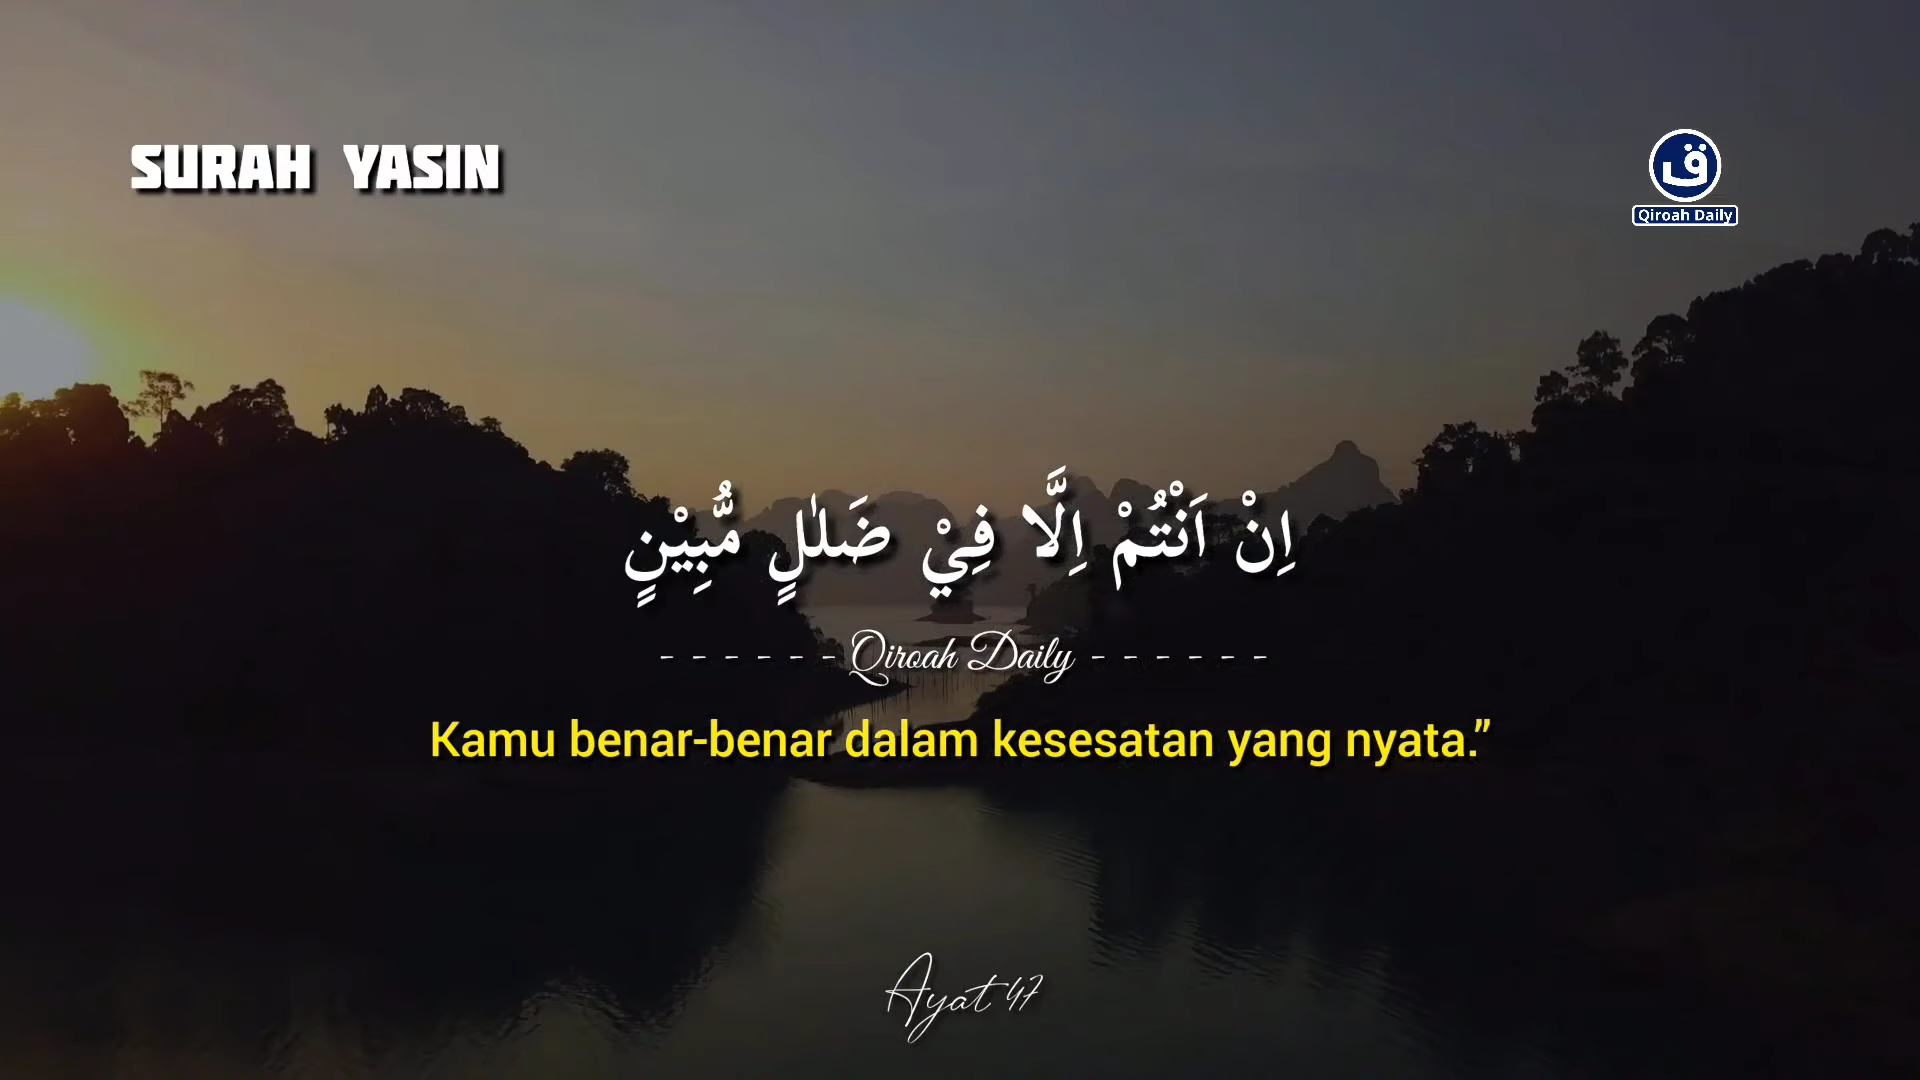 SURAH YASIN
ق
Qiroah Daily
اِنْ اَنْتُمْ اِلَّا فِيْ ضَلٰلٍ مُّبِيْنٍ
- - - - - - Qiroah Daily - - - - - -
Kamu benar-benar dalam kesesatan yang nyata.”
Ayat 47